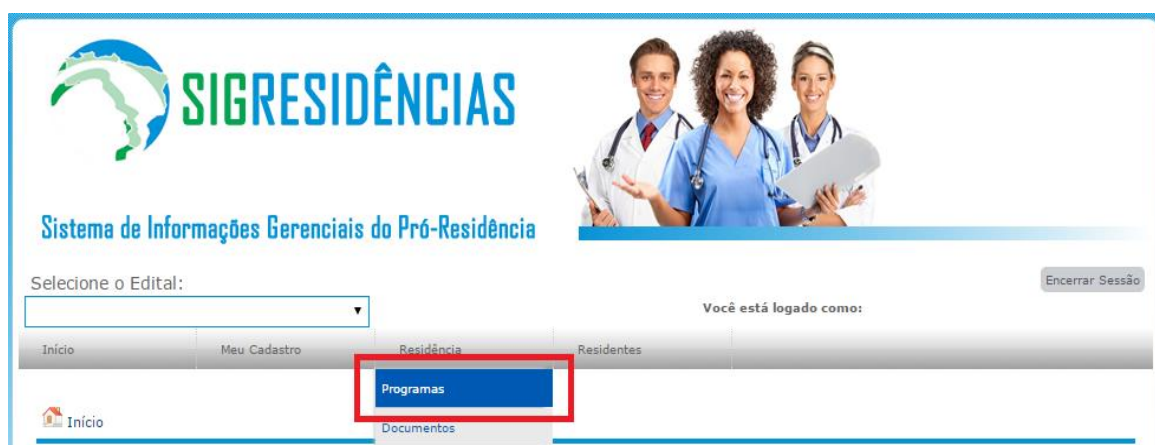 SIGRESIDÊNCIAS
Sistema de Informações Gerenciais do Pró-Residência
Selecione o Edital:
Encerrar Sessão
Você está logado como:
Início Meu Cadastro Residência Residentes
Programas
Início
Documentos